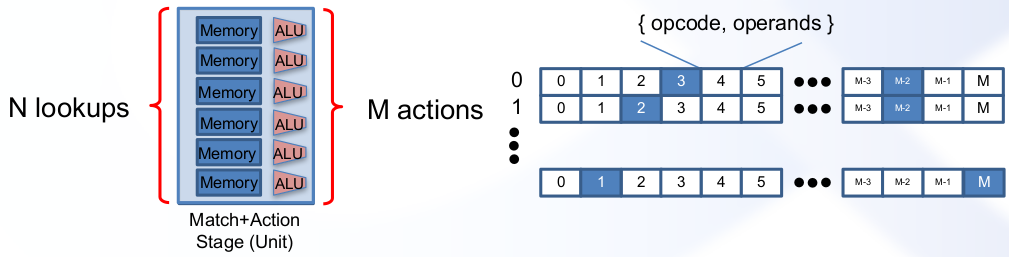 { opcode, operands }
N lookups
Memory ALU
Memory ALU
Memory ALU
Memory ALU
Memory ALU
Memory ALU
M actions
Match+Action
Stage (Unit)
0 0 1 2 3 4 5 M-3 M-2 M-1 M
1 0 1 2 3 4 5 M-3 M-2 M-1 M
0 1 2 3 4 5 M-3 M-2 M-1 M